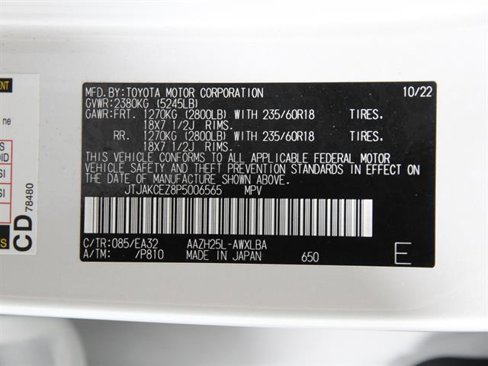 MFD.BY:TOYOTA MOTOR CORPORATION 10/22
GVWR:2380KG (5245LB)
GAWR:FRT. 1270KG (2800LB) WITH 235/60R18 TIRES.
18X7 1/2J RIMS.
RR. 1270KG (2800LB) WITH 235/60R18 TIRES.
18X7 1/2J RIMS.
THIS VEHICLE CONFORMS TO ALL APPLICABLE FEDERAL MOTOR
VEHICLE SAFETY AND THEFT PREVENTION STANDARDS IN EFFECT
ON THE DATE OF MANUFACTURE SHOWN ABOVE.
JTJAKCEZ8P5006565 MPV
C/TR:085/EA32 AAZH25L-AWXLBA
A/TM: /P810 MADE IN JAPAN 650 E
CD 78480